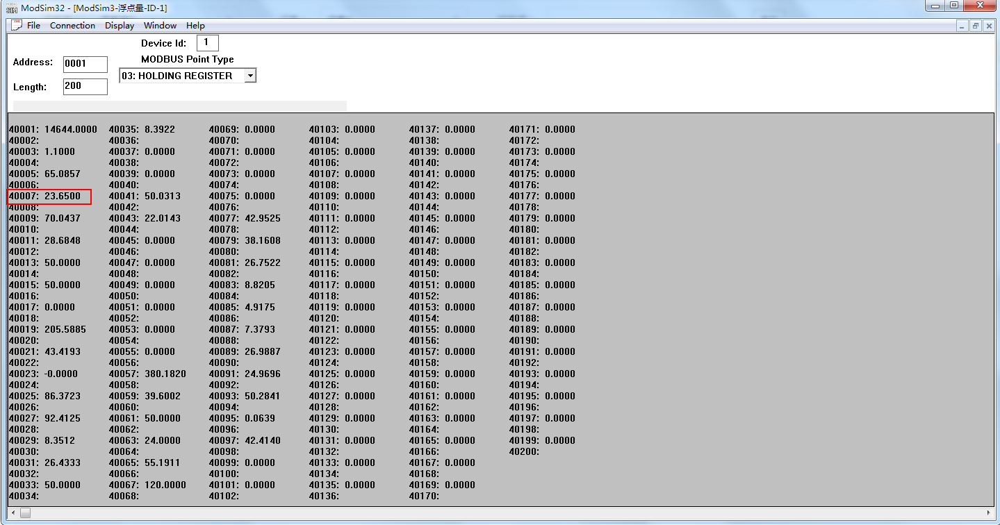 ModSim32 - [ModSim3-浮点量-ID-1]
File Connection Display Window Help
Device Id: 1
Address: 0001
MODBUS Point Type
03: HOLDING REGISTER
Length: 200
40001: 14644.0000 40035: 8.3922 40069: 0.0000 40103: 0.0000 40137: 0.0000 40171: 0.0000
40002: 40036: 40070: 40104: 40138: 40172:
40003: 1.1000 40037: 0.0000 40071: 0.0000 40105: 0.0000 40139: 0.0000 40173: 0.0000
40004: 40038: 40072: 40106: 40140: 40174:
40005: 65.0857 40039: 0.0000 40073: 0.0000 40107: 0.0000 40141: 0.0000 40175: 0.0000
40006: 40040: 40074: 40108: 40142: 40176:
40007: 23.6500 40041: 50.0313 40075: 0.0000 40109: 0.0000 40143: 0.0000 40177: 0.0000
40008: 40042: 40076: 40110: 40144: 40178:
40009: 70.0437 40043: 22.0143 40077: 42.9525 40111: 0.0000 40145: 0.0000 40179: 0.0000
40010: 40044: 40078: 40112: 40146: 40180:
40011: 28.6848 40045: 0.0000 40079: 38.1608 40113: 0.0000 40147: 0.0000 40181: 0.0000
40012: 40046: 40080: 40114: 40148: 40182:
40013: 50.0000 40047: 0.0000 40081: 26.7522 40115: 0.0000 40149: 0.0000 40183: 0.0000
40014: 40048: 40082: 40116: 40150: 40184:
40015: 50.0000 40049: 0.0000 40083: 8.8205 40117: 0.0000 40151: 0.0000 40185: 0.0000
40016: 40050: 40084: 40118: 40152: 40186:
40017: 0.0000 40051: 0.0000 40085: 4.9175 40119: 0.0000 40153: 0.0000 40187: 0.0000
40018: 40052: 40086: 40120: 40154: 40188:
40019: 205.5885 40053: 0.0000 40087: 7.3793 40121: 0.0000 40155: 0.0000 40189: 0.0000
40020: 40054: 40088: 40122: 40156: 40190:
40021: 43.4193 40055: 0.0000 40089: 26.9887 40123: 0.0000 40157: 0.0000 40191: 0.0000
40022: 40056: 40090: 40124: 40158: 40192:
40023: -0.0000 40057: 380.1820 40091: 24.9696 40125: 0.0000 40159: 0.0000 40193: 0.0000
40024: 40058: 40092: 40126: 40160: 40194:
40025: 86.3723 40059: 39.6002 40093: 50.2841 40127: 0.0000 40161: 0.0000 40195: 0.0000
40026: 40060: 40094: 40128: 40162: 40196:
40027: 92.4125 40061: 50.0000 40095: 0.0639 40129: 0.0000 40163: 0.0000 40197: 0.0000
40028: 40062: 40096: 40130: 40164: 40198:
40029: 8.3512 40063: 24.0000 40097: 42.4140 40131: 0.0000 40165: 0.0000 40199: 0.0000
40030: 40064: 40098: 40132: 40166: 40200:
40031: 26.4333 40065: 55.1911 40099: 0.0000 40133: 0.0000 40167: 0.0000
40032: 40066: 40100: 40134: 40168:
40033: 50.0000 40067: 120.0000 40101: 0.0000 40135: 0.0000 40169: 0.0000
40034: 40068: 40102: 40136: 40170: